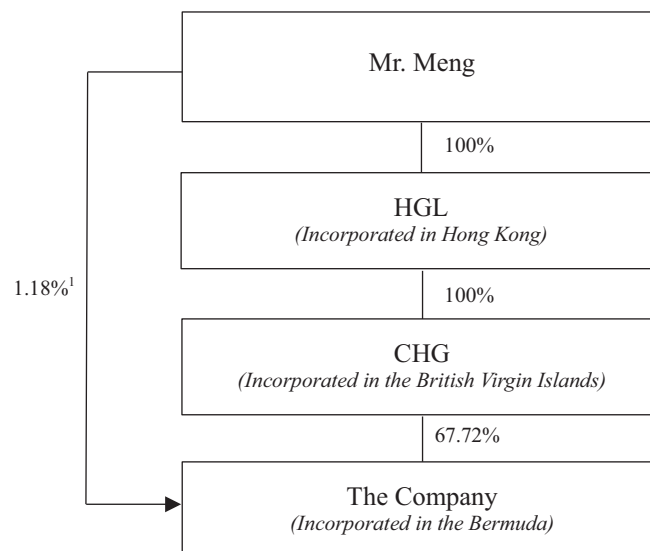 Mr. Meng
100%
HGL
(Incorporated in Hong Kong)
1.18%¹
100%
CHG
(Incorporated in the British Virgin Islands)
67.72%
The Company
(Incorporated in the Bermuda)